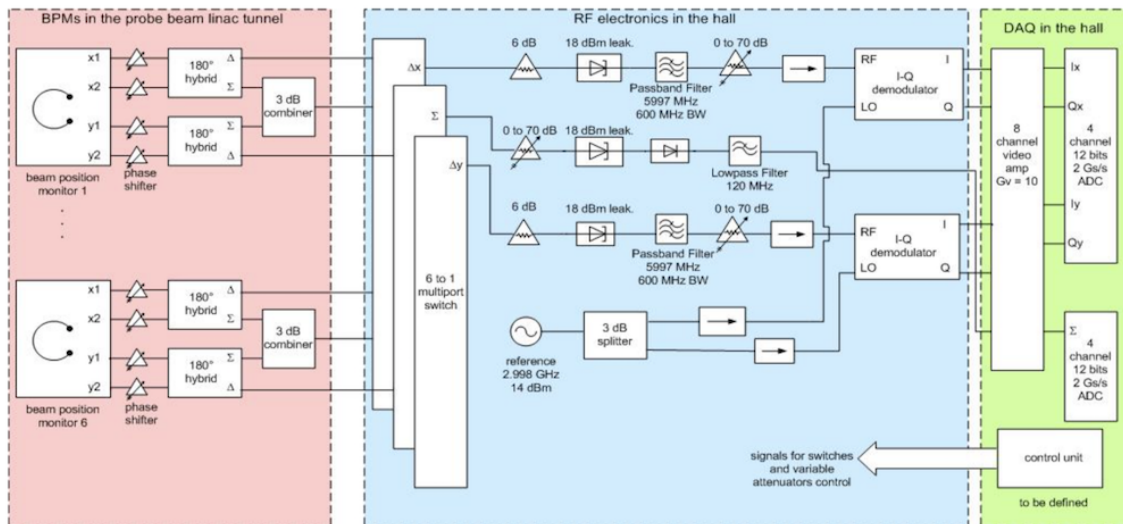 BPMs in the probe beam linac tunnel
x1
x2
y1
y2
beam position
monitor 1
phase
shifter
180°
hybrid
Δ
Σ
180°
hybrid
Σ
Δ
3 dB
combiner
.
.
.
x1
x2
y1
y2
beam position
monitor 6
phase
shifter
180°
hybrid
Δ
Σ
180°
hybrid
Σ
Δ
3 dB
combiner
RF electronics in the hall
Δx
Σ
Δy
6 to 1
multiport
switch
6 dB
18 dBm leak.
Passband Filter
5997 MHz
600 MHz BW
0 to 70 dB
RF
I
I-Q
demodulator
LO
Q
0 to 70 dB
18 dBm leak.
Lowpass Filter
120 MHz
6 dB
18 dBm leak.
Passband Filter
5997 MHz
600 MHz BW
0 to 70 dB
RF
I
I-Q
demodulator
LO
Q
reference
2.998 GHz
14 dBm
3 dB
splitter
signals for switches
and variable
attenuators control
DAQ in the hall
8
channel
video
amp
Gv = 10
Ix
Qx
4
channel
12 bits
2 Gs/s
ADC
Iy
Qy
Σ
4
channel
12 bits
2 Gs/s
ADC
control unit
to be defined